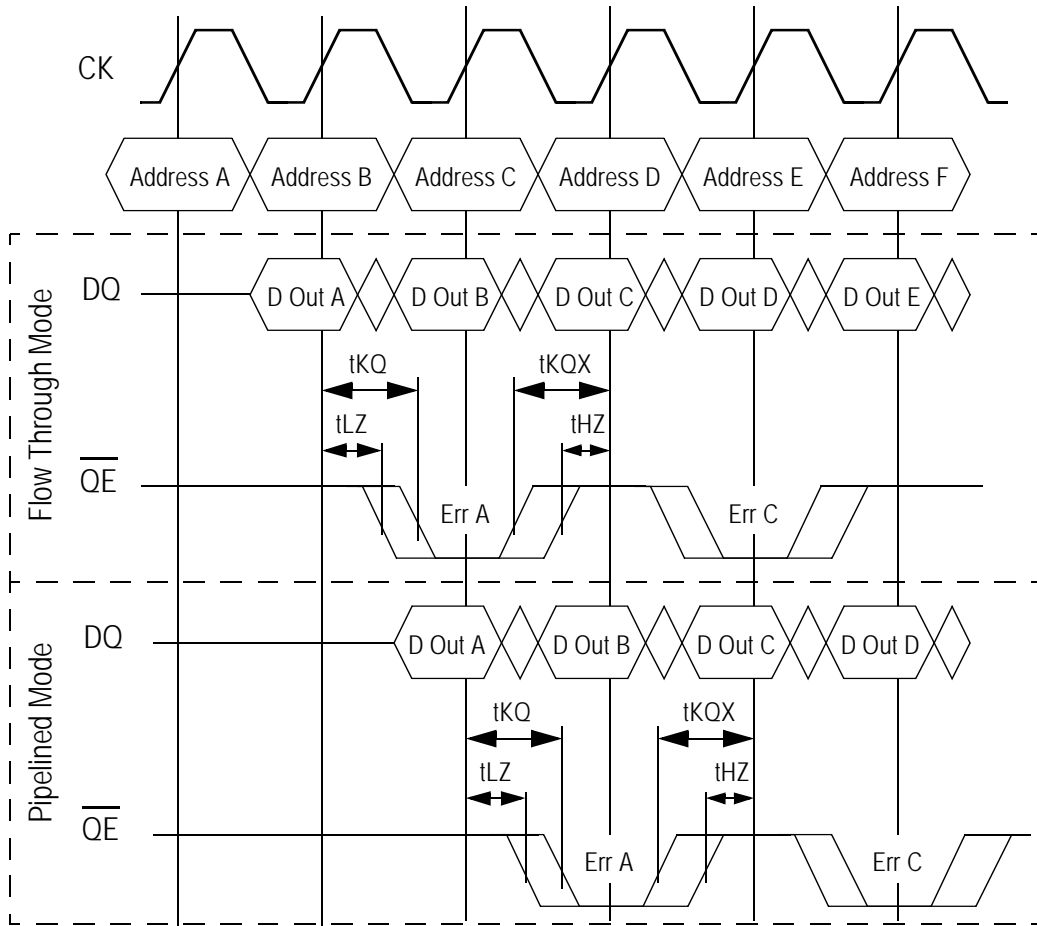 CK
Address A Address B Address C Address D Address E Address F
Flow Through Mode
DQ
D Out A D Out B D Out C D Out D D Out E
tKQ tKQX
tLZ tHZ
QE
Err A Err C
Pipelined Mode
DQ
D Out A D Out B D Out C D Out D
tKQ tKQX
tLZ tHZ
QE
Err A Err C